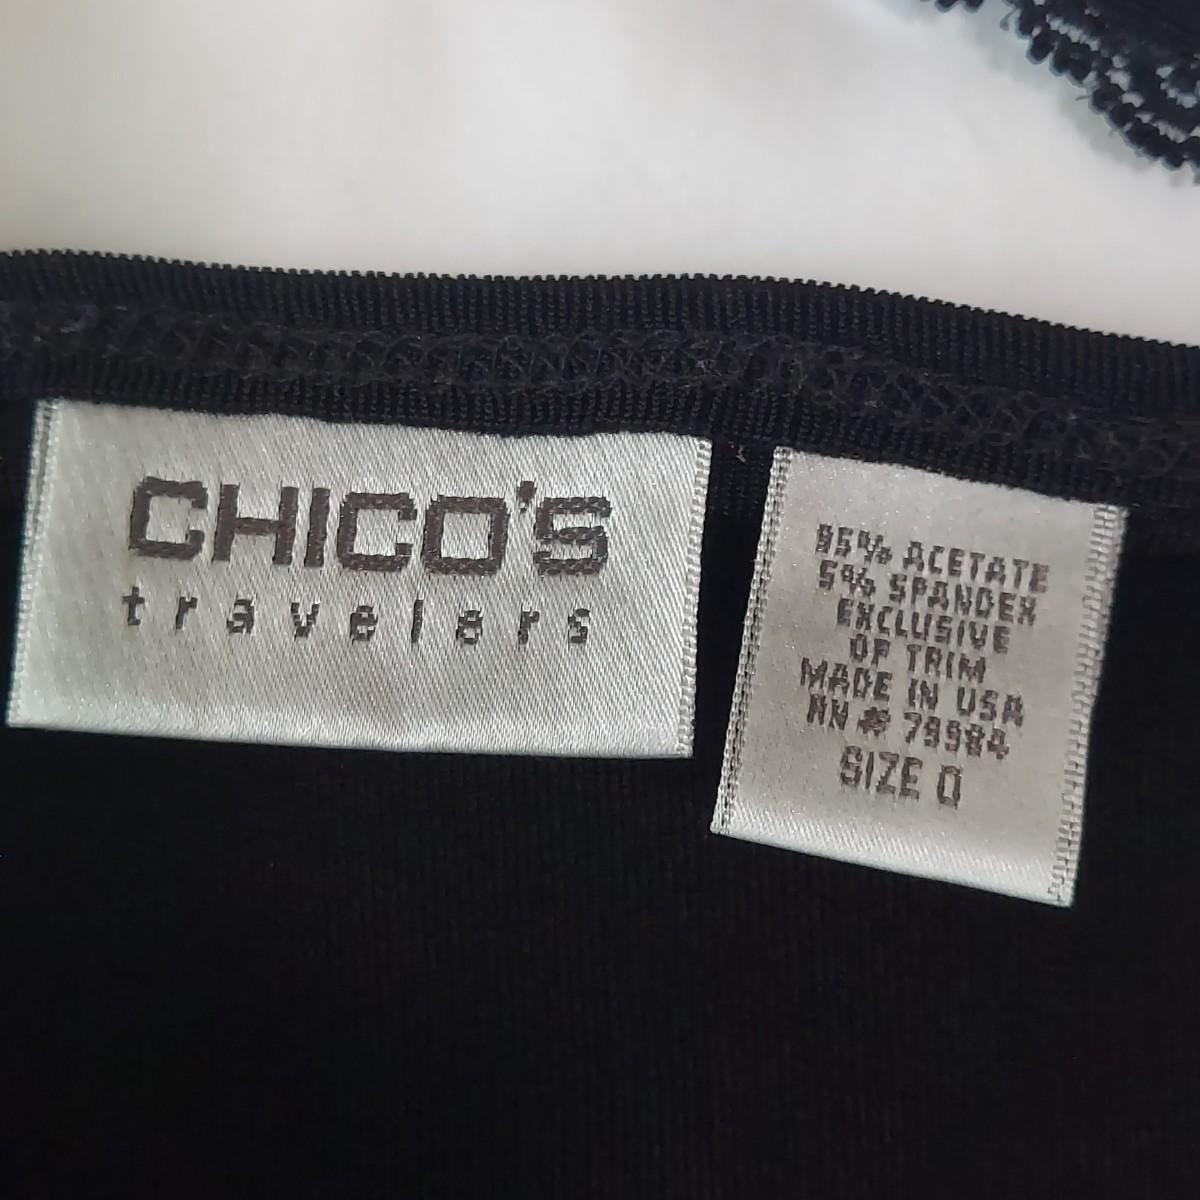 CHICO'S
travelers
95% ACETATE
5% SPANDEX
EXCLUSIVE
OF TRIM
MADE IN USA
RN # 79984
SIZE 0